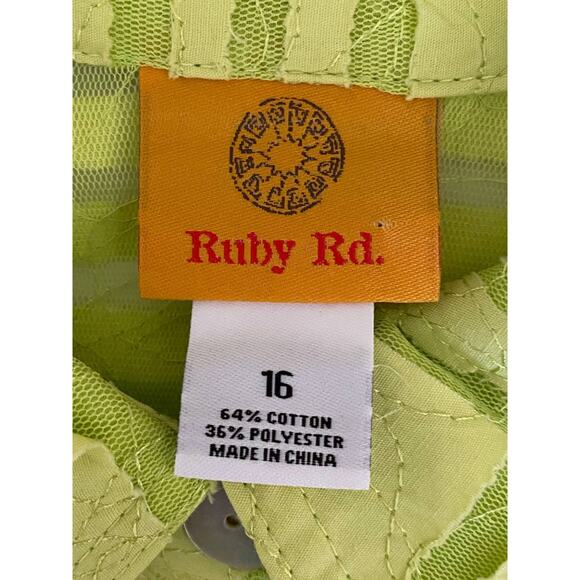 Ruby Rd.
16
64% COTTON
36% POLYESTER
MADE IN CHINA